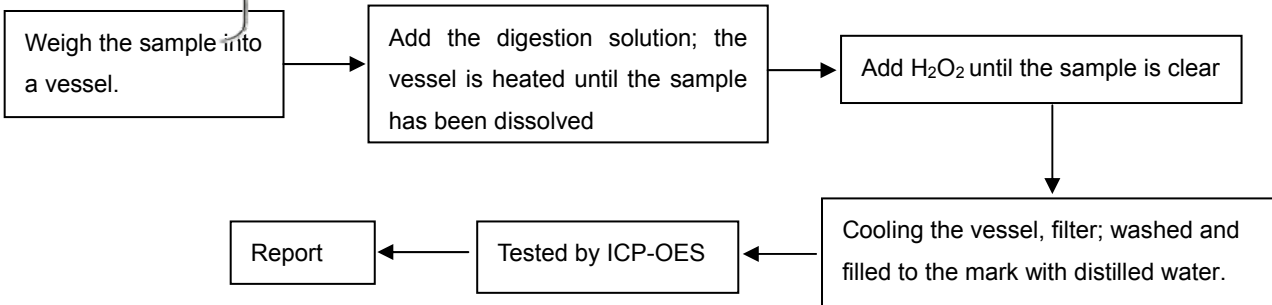 Weigh the sample into
a vessel.
Add the digestion solution; the
vessel is heated until the sample
has been dissolved
Add H₂O₂ until the sample is clear
Cooling the vessel, filter; washed and
filled to the mark with distilled water.
Tested by ICP-OES
Report